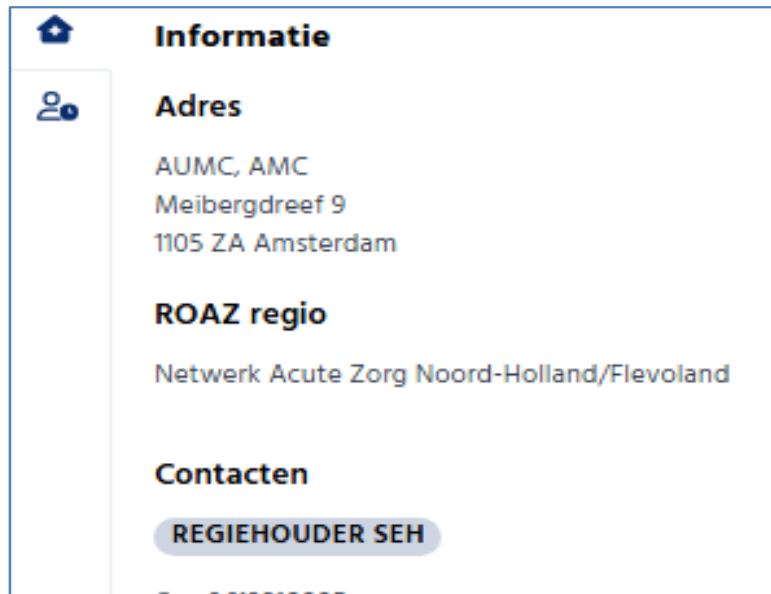 Informatie
Adres
AUMC, AMC
Meibergdreef 9
1105 ZA Amsterdam
ROAZ regio
Netwerk Acute Zorg Noord-Holland/Flevoland
Contacten
REGIEHOUDER SEH